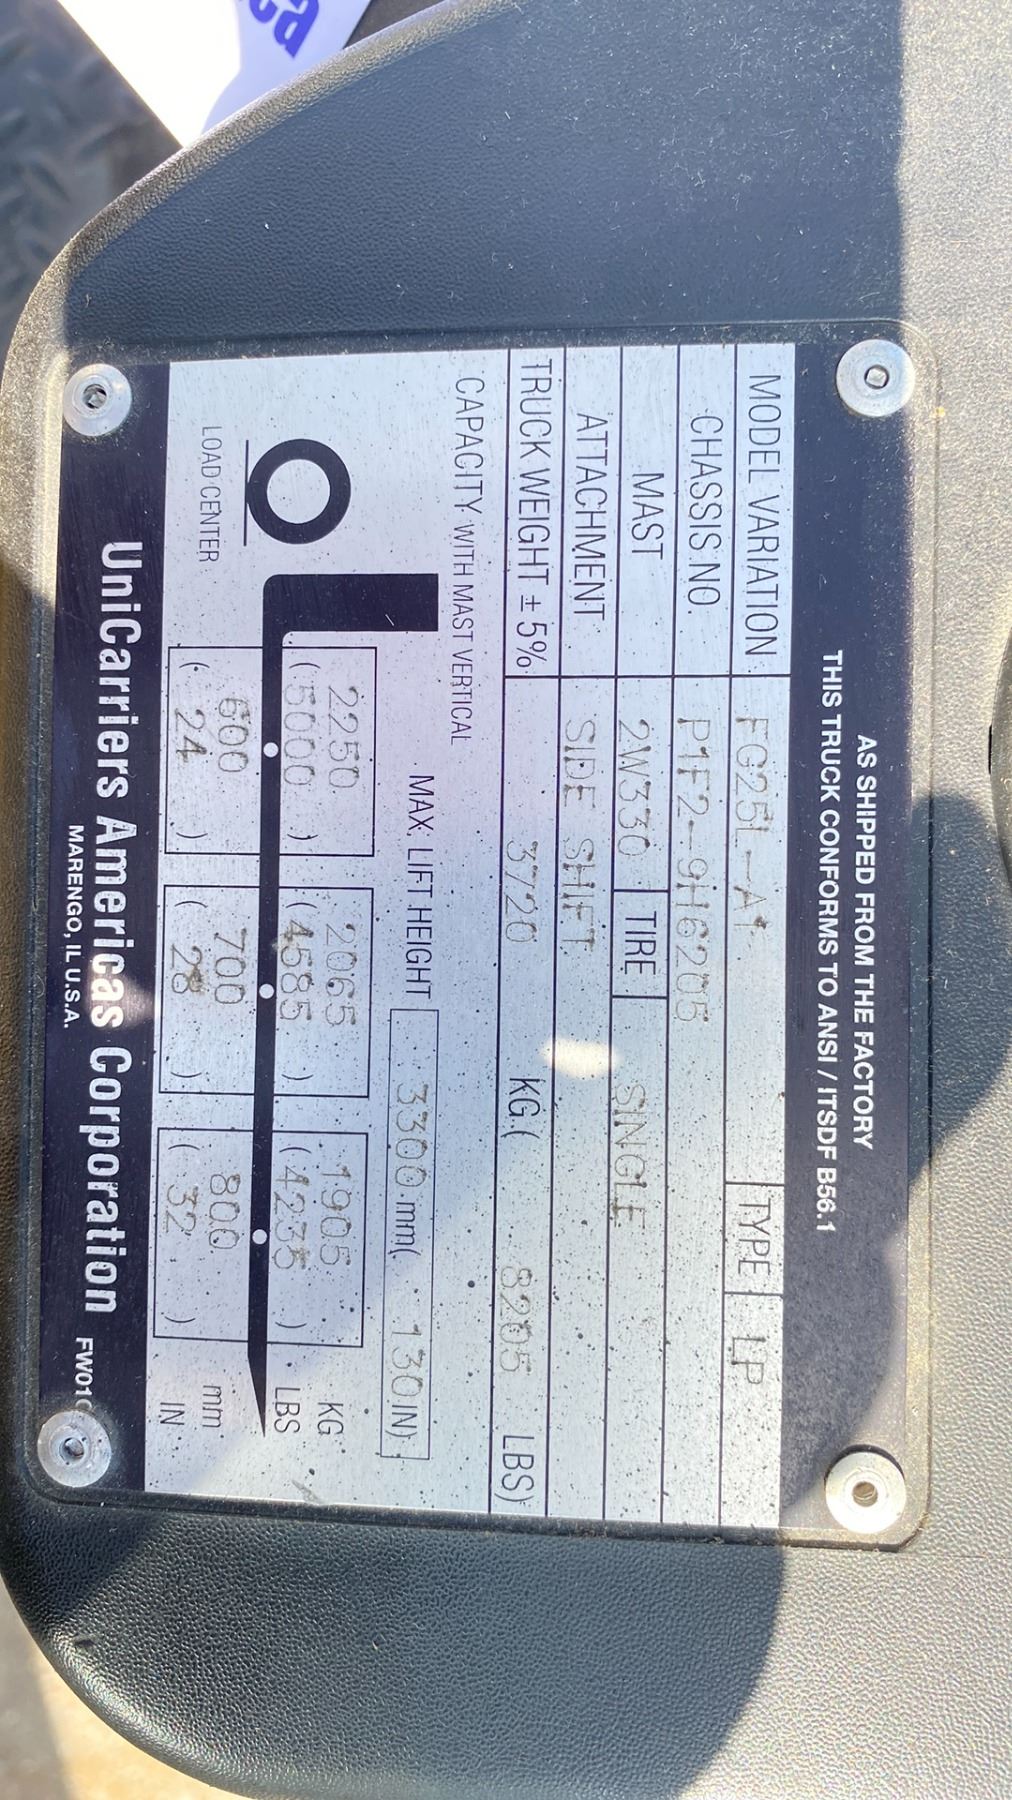 AS SHIPPED FROM THE FACTORY
THIS TRUCK CONFORMS TO ANSI / ITSDF B56.1
MODEL VARIATION FG25L-A1 TYPE LP
CHASSIS NO. P1F2-9H6205
MAST 2W330 TIRE SINGLE
ATTACHMENT SIDE SHIFT
TRUCK WEIGHT ± 5% 3720 KG ( 8205 LBS)
CAPACITY WITH MAST VERTICAL
MAX. LIFT HEIGHT 3300 mm( 130 IN)
2250 2065 1905 KG
( 5000 ) ( 4585 ) ( 4235 ) LBS
LOAD CENTER
600 700 800 mm
( 24 ) ( 28 ) ( 32 ) IN
UniCarriers Americas Corporation
MARENGO, IL U.S.A.